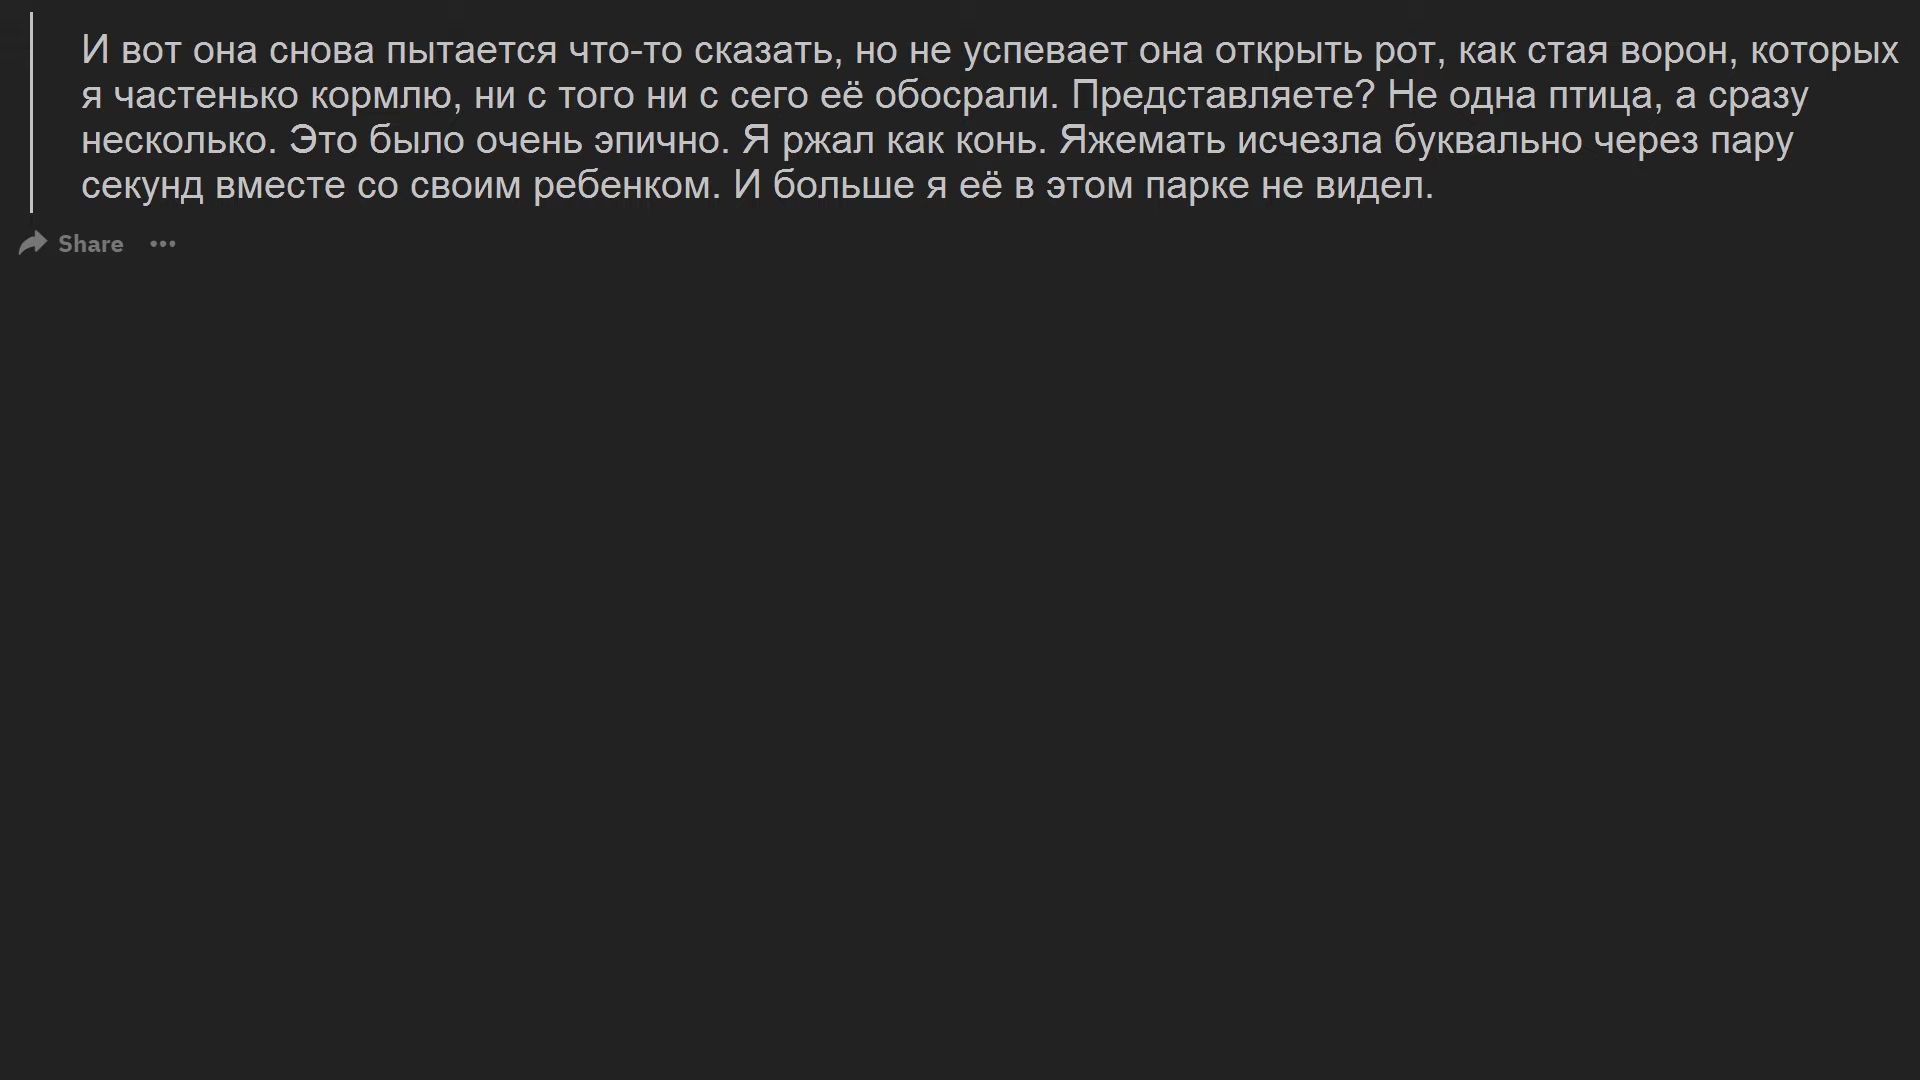 И вот она снова пытается что-то сказать, но не успевает она открыть рот, как стая ворон, которых
я частенько кормлю, ни с того ни с сего её обосрали. Представляете? Не одна птица, а сразу
несколько. Это было очень эпично. Я ржал как конь. Яжемать исчезла буквально через пару
секунд вместе со своим ребенком. И больше я её в этом парке не видел.
Share •••